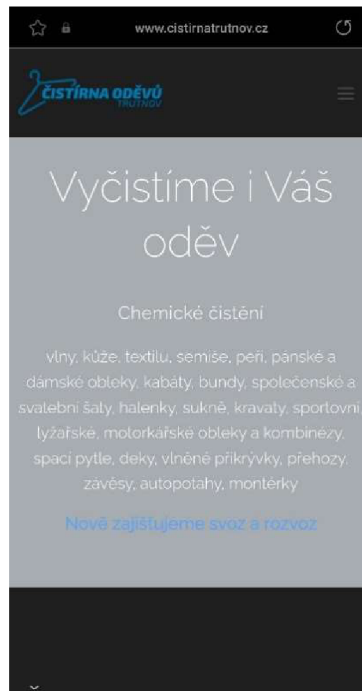 www.cistirnatrutnov.cz
ČISTÍRNA ODĚVŮ
TRUTNOV
Vyčistíme i Váš
oděv
Chemické čistění
vlny, kůže, textilu, semiše, peří, pánské a
dámské obleky, kabáty, bundy, společenské a
svatební šaty, halenky, sukně, kravaty, sportovní,
lyžařské, motorkářské obleky a kombinézy,
spací pytle, deky, vlněné přikrývky, přehozy,
závěsy, autopotahy, montérky
Nově zajišťujeme svoz a rozvoz